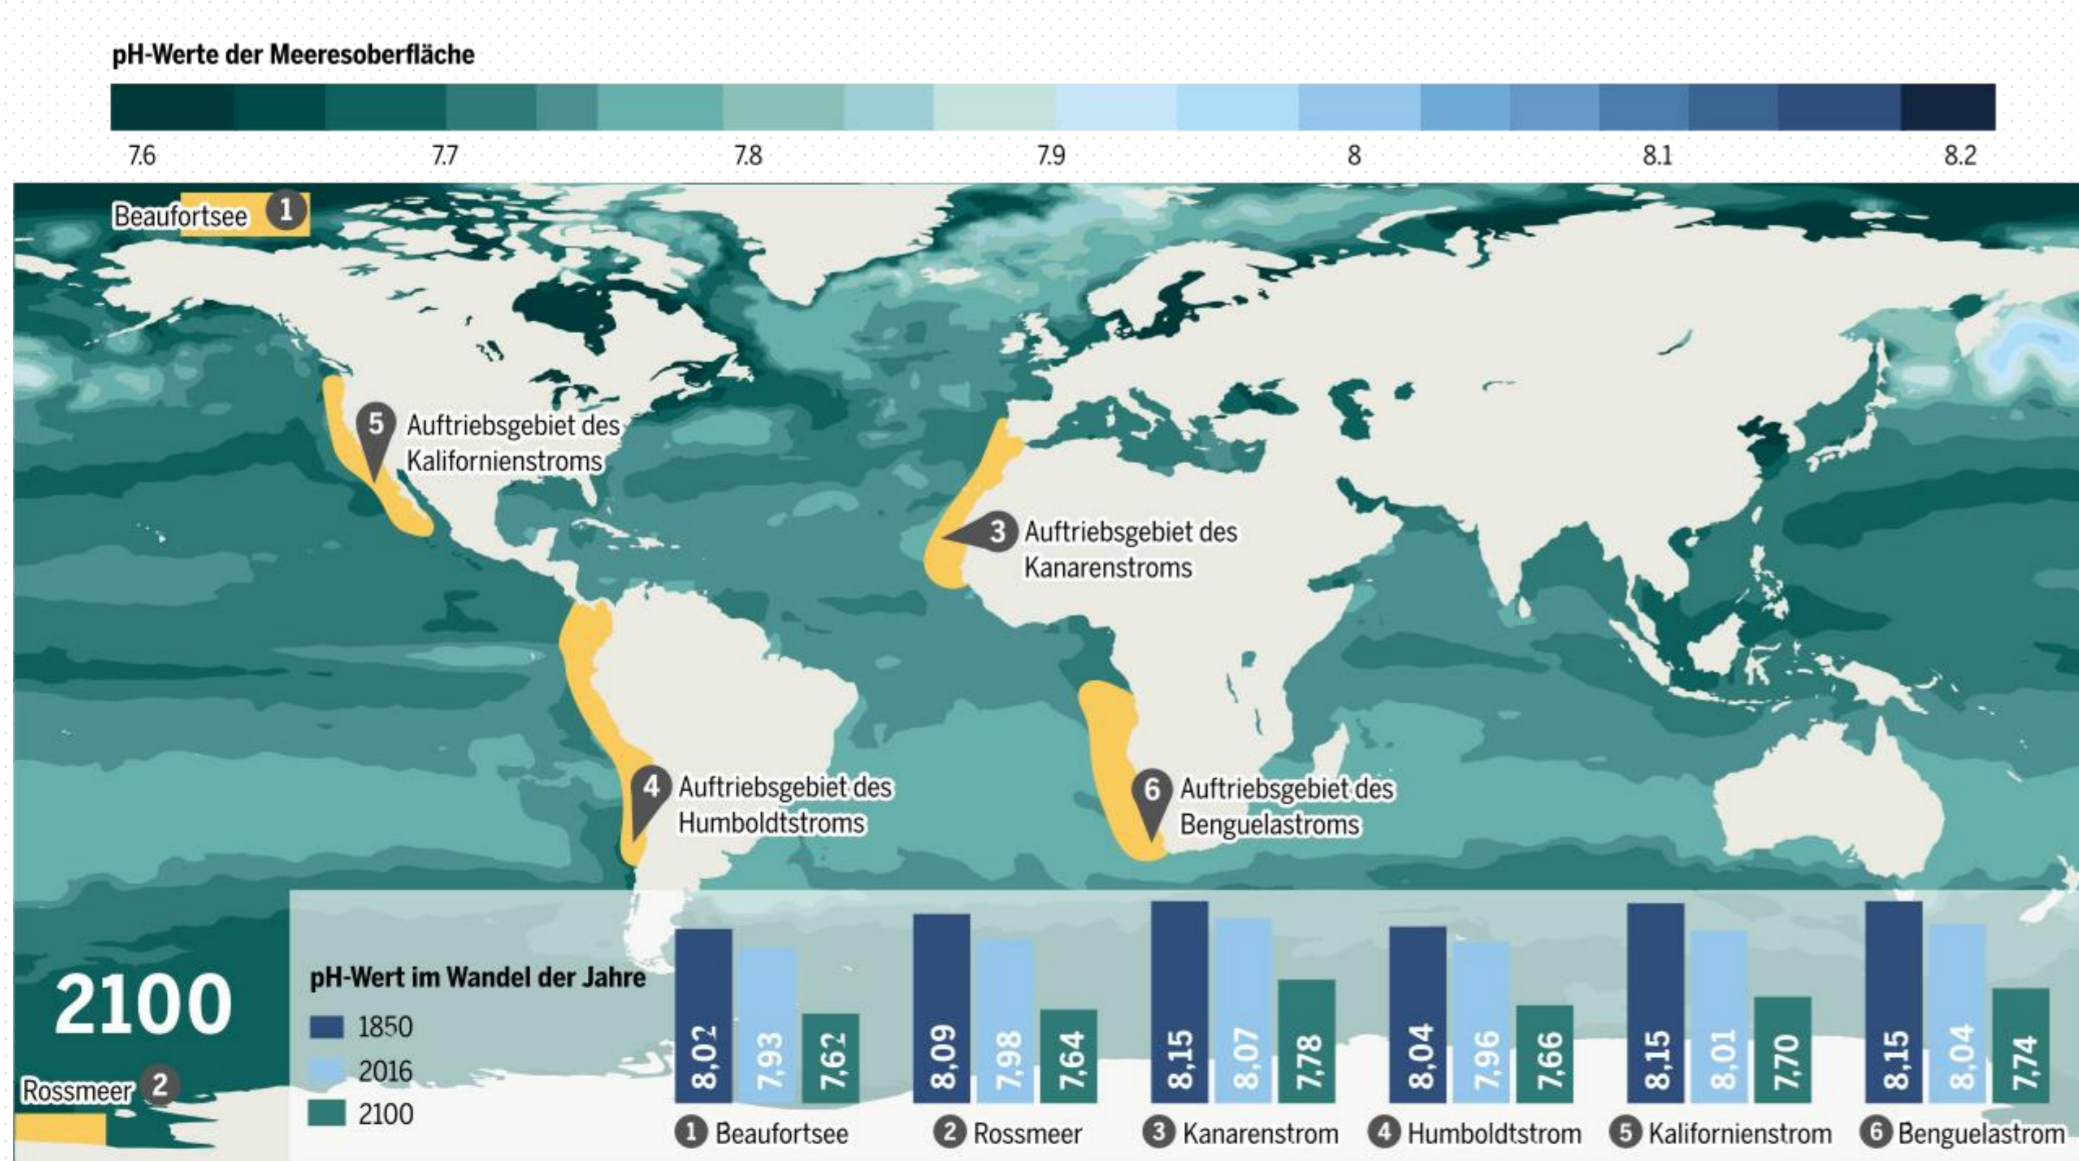 pH-Werte der Meeresoberfläche
7.6 7.7 7.8 7.9 8 8.1 8.2
Beaufortsee 1
5 Auftriebsgebiet des
Kalifornienstroms
3 Auftriebsgebiet des
Kanarenstroms
4 Auftriebsgebiet des
Humboldtstroms
6 Auftriebsgebiet des
Benguelastroms
2100
Rossmeer 2
pH-Wert im Wandel der Jahre
1850
2016
2100
8,02 7,93 7,62
8,09 7,98 7,64
8,15 8,07 7,78
8,04 7,96 7,66
8,15 8,01 7,70
8,15 8,04 7,74
1 Beaufortsee
2 Rossmeer
3 Kanarenstrom
4 Humboldtstrom
5 Kalifornienstrom
6 Benguelastrom